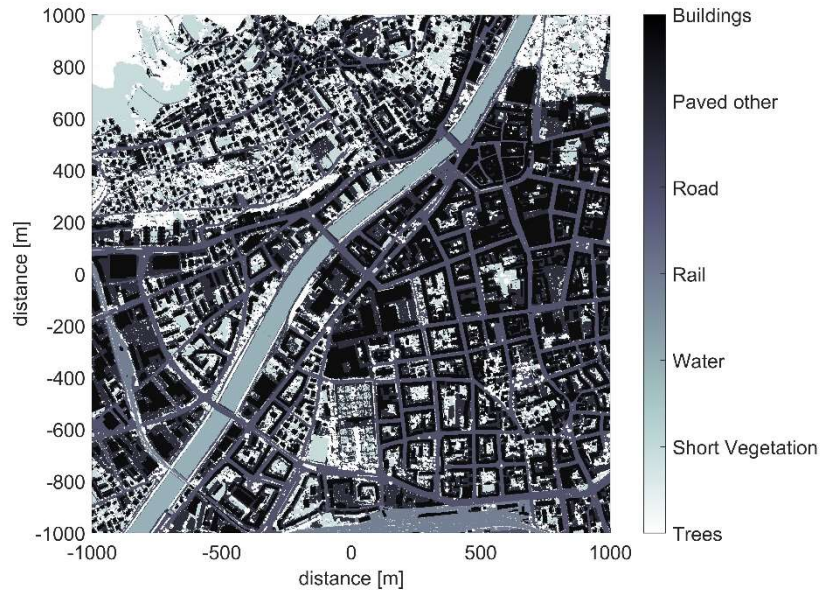 1000
800
600
400
200
0
-200
-400
-600
-800
-1000
distance [m]
-1000
-500
0
500
1000
distance [m]
Buildings
Paved other
Road
Rail
Water
Short Vegetation
Trees